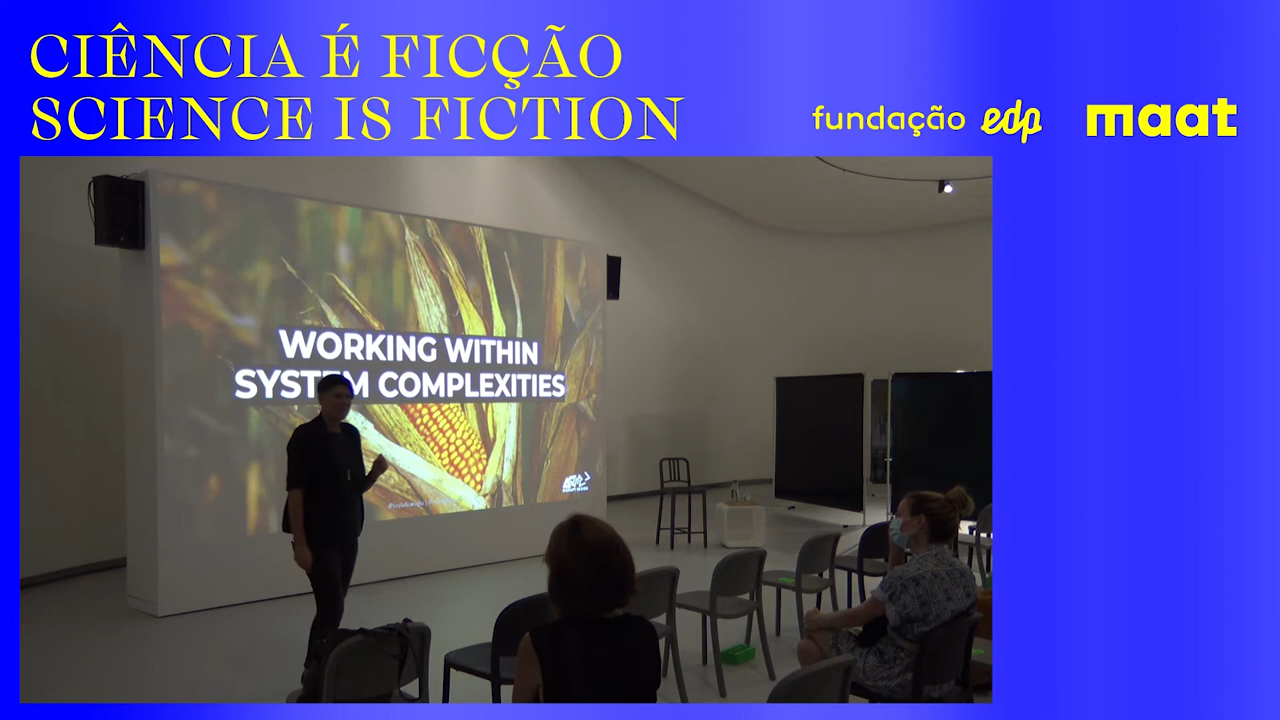 CIÊNCIA É FICÇÃO
SCIENCE IS FICTION
fundação edp
maat
WORKING WITHIN
SYSTEM COMPLEXITIES